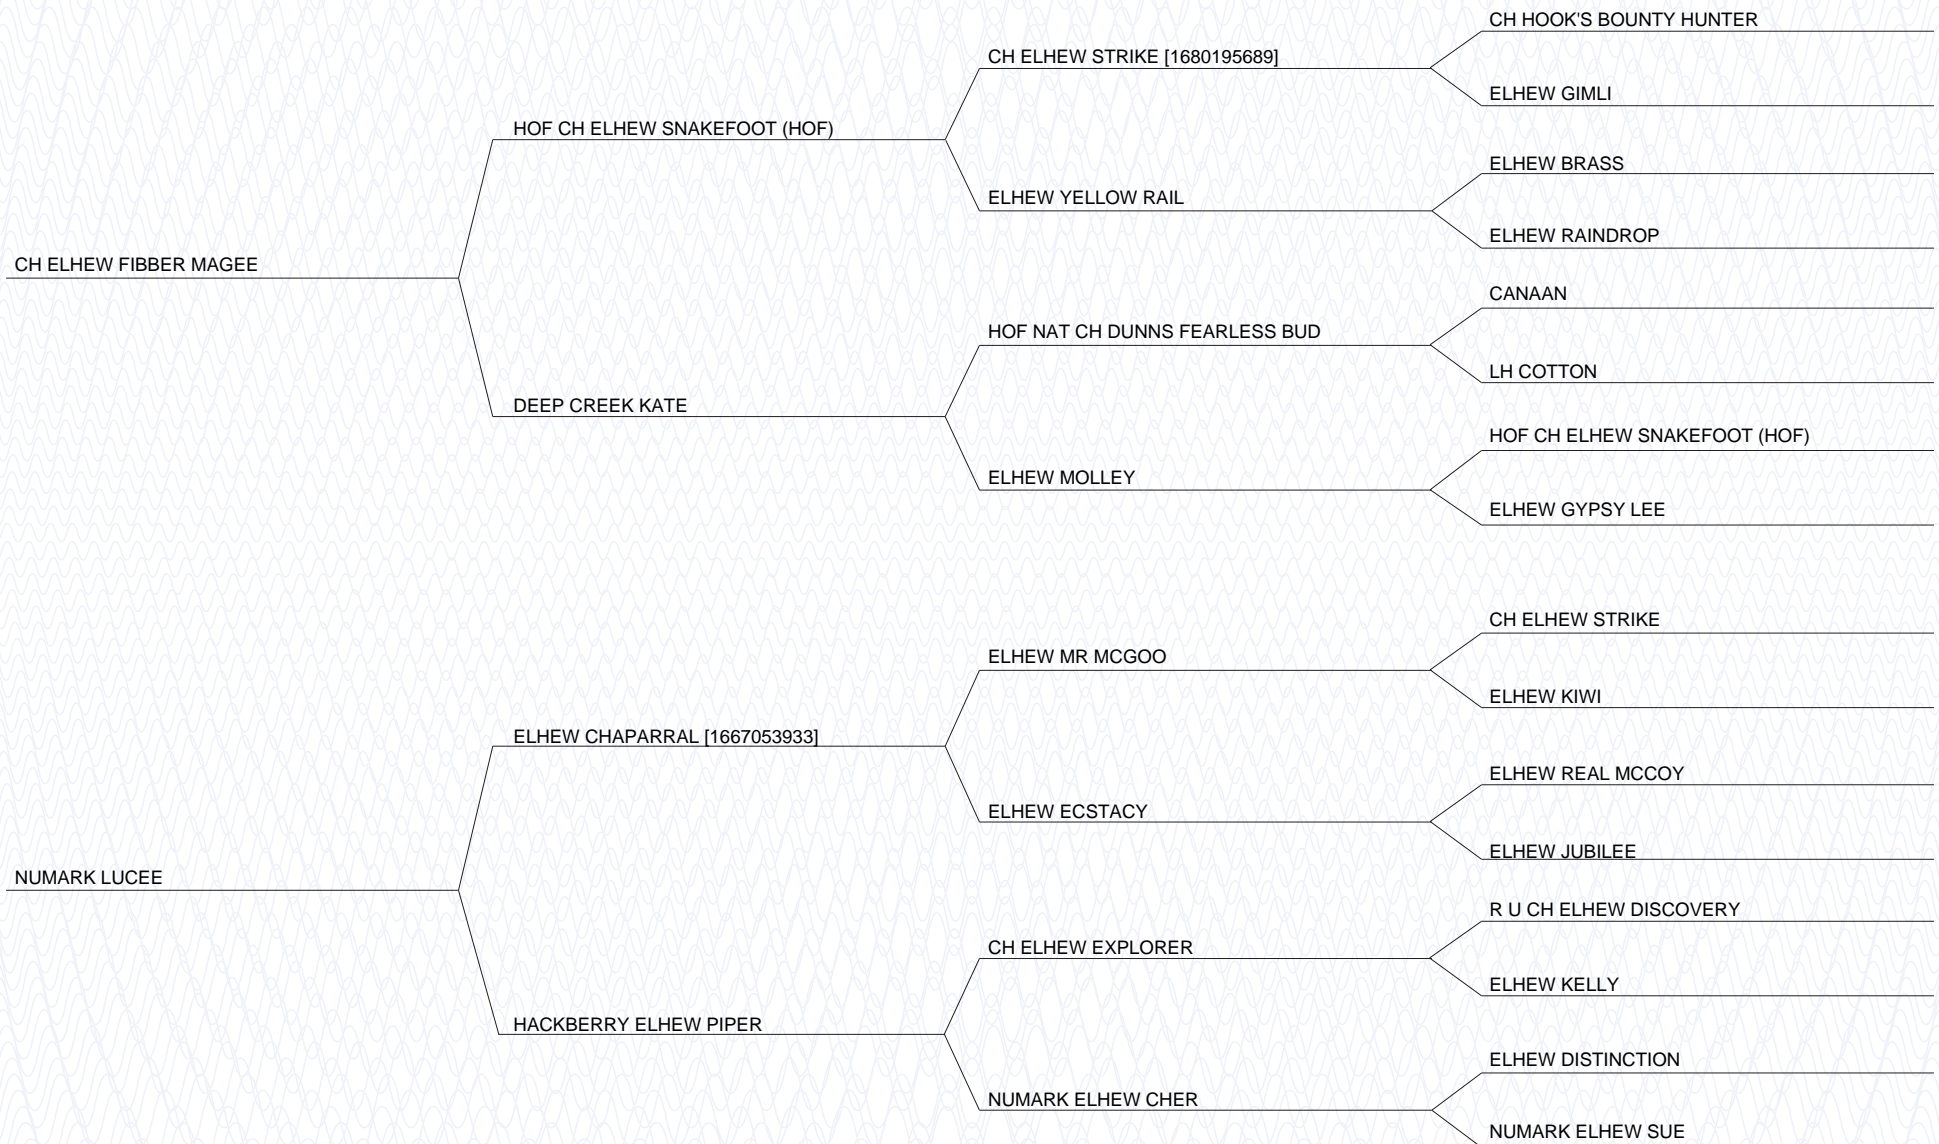 CH HOOK'S BOUNTY HUNTER
CH ELHEW STRIKE [1680195689]
ELHEW GIMLI
HOF CH ELHEW SNAKEFOOT (HOF)
ELHEW BRASS
ELHEW YELLOW RAIL
ELHEW RAINDROP
CH ELHEW FIBBER MAGEE
CANAAN
HOF NAT CH DUNNS FEARLESS BUD
LH COTTON
DEEP CREEK KATE
HOF CH ELHEW SNAKEFOOT (HOF)
ELHEW MOLLEY
ELHEW GYPSY LEE
CH ELHEW STRIKE
ELHEW MR MCGOO
ELHEW KIWI
ELHEW CHAPARRAL [1667053933]
ELHEW REAL MCCOY
ELHEW ECSTACY
ELHEW JUBILEE
NUMARK LUCEE
R U CH ELHEW DISCOVERY
CH ELHEW EXPLORER
ELHEW KELLY
HACKBERRY ELHEW PIPER
ELHEW DISTINCTION
NUMARK ELHEW CHER
NUMARK ELHEW SUE